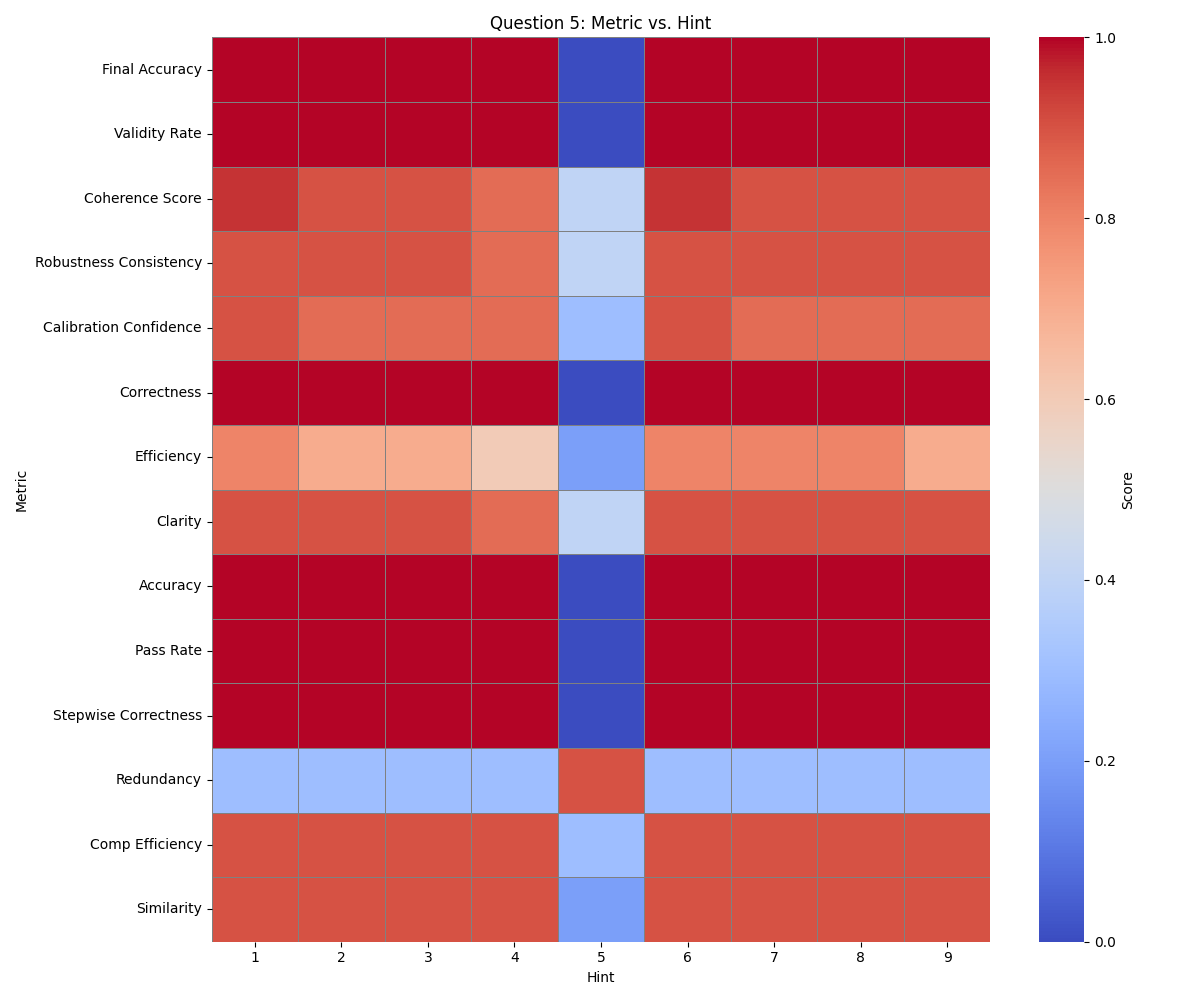 Question 5: Metric vs. Hint
Metric
Final Accuracy
Validity Rate
Coherence Score
Robustness Consistency
Calibration Confidence
Correctness
Efficiency
Clarity
Accuracy
Pass Rate
Stepwise Correctness
Redundancy
Comp Efficiency
Similarity
1 2 3 4 5 6 7 8 9
Hint
1.0
0.8
0.6
0.4
0.2
0.0
Score